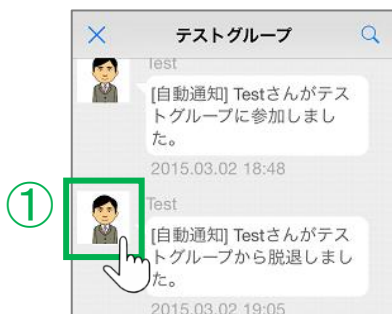 テストグループ
Test
[自動通知] Testさんがテス
トグループに参加しまし
た。
2015.03.02 18:48
①
Test
[自動通知] Testさんがテス
トグループから脱退しまし
た。
2015.03.02 19:05